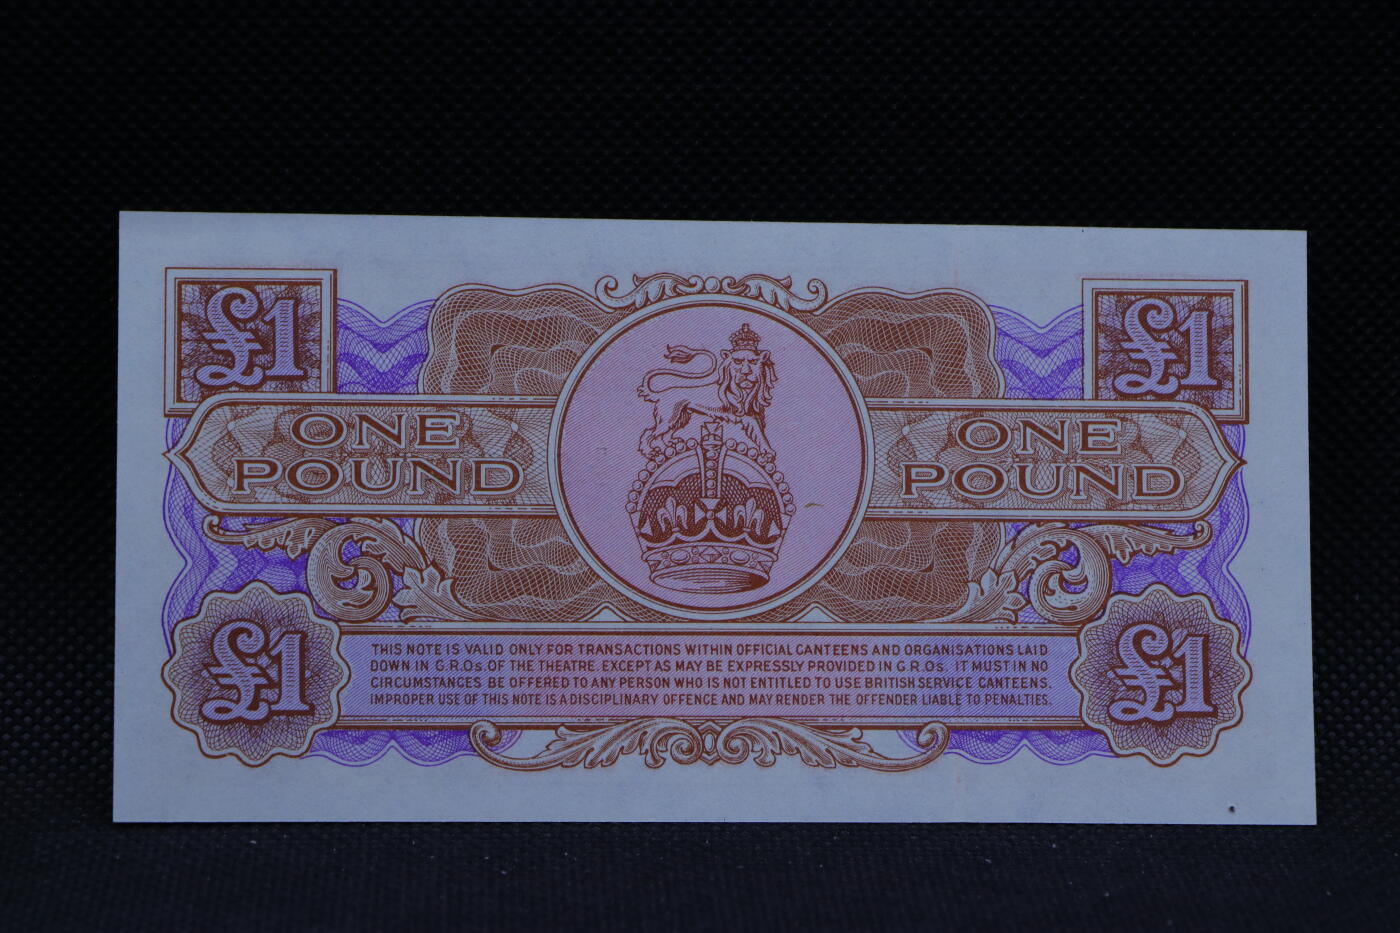 £1
£1
ONE
POUND
ONE
POUND
THIS NOTE IS VALID ONLY FOR TRANSACTIONS WITHIN OFFICIAL CANTEENS AND ORGANISATIONS LAID
DOWN IN G.R.Os. OF THE THEATRE. EXCEPT AS MAY BE EXPRESSLY PROVIDED IN G.R.Os. IT MUST IN NO
CIRCUMSTANCES BE OFFERED TO ANY PERSON WHO IS NOT ENTITLED TO USE BRITISH SERVICE CANTEENS.
IMPROPER USE OF THIS NOTE IS A DISCIPLINARY OFFENCE AND MAY RENDER THE OFFENDER LIABLE TO PENALTIES.
£1
£1